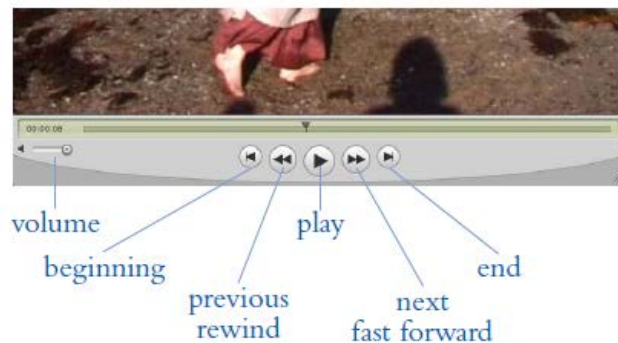 00:00:08
volume
play
beginning
end
previous
rewind
next
fast forward